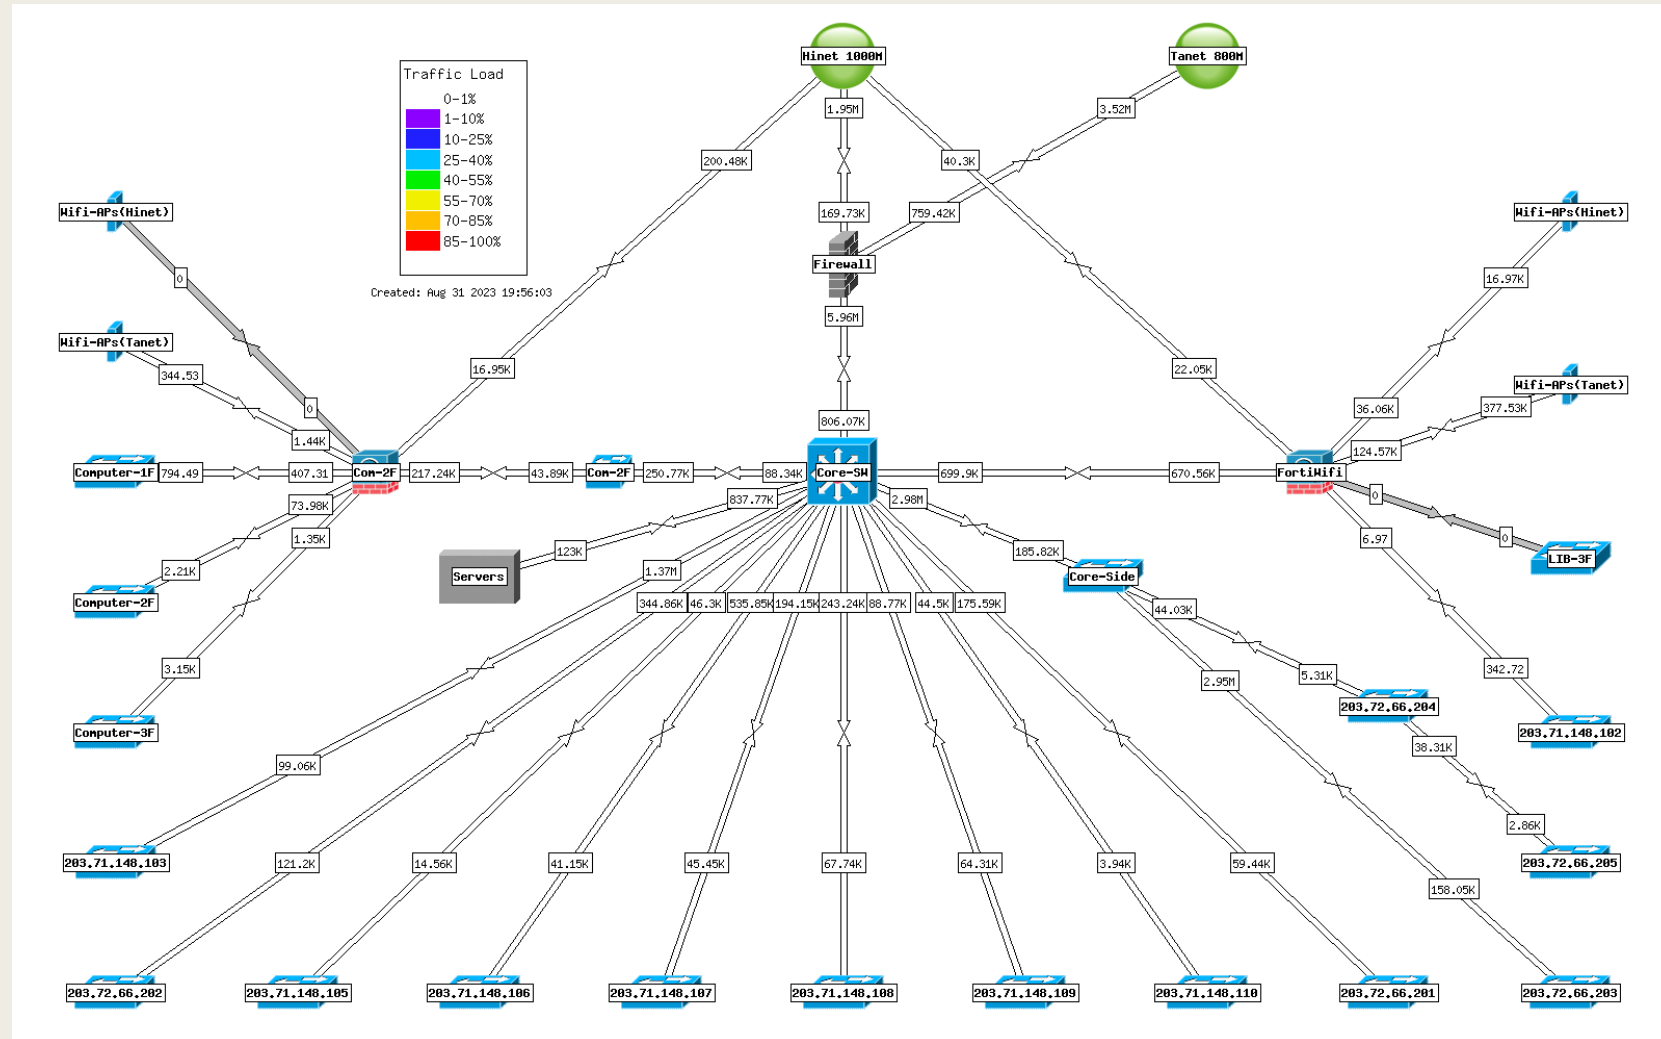 Hinet 1000M
Tanet 800M
Traffic Load
0-1%
1-10%
10-25%
25-40%
40-55%
55-70%
70-85%
85-100%
Created: Aug 31 2023 19:56:03
1.95M
3.52M
200.48K
40.3K
Wifi-APs(Hinet)
169.73K
759.42K
Wifi-APs(Hinet)
Firewall
0
16.97K
5.96M
Wifi-APs(Tanet)
344.53
16.95K
22.05K
Wifi-APs(Tanet)
0
36.06K
377.53K
806.07K
1.44K
124.57K
Computer-1F
794.49
407.31
Com-2F
217.24K
43.89K
Com-2F
250.77K
88.34K
Core-SW
699.9K
670.56K
FortiWifi
73.98K
837.77K
2.98M
0
1.35K
6.97
0
123K
185.82K
LIB-3F
2.21K
1.37M
Servers
Core-Side
Computer-2F
344.86K
46.3K
535.85K
194.15K
243.24K
88.77K
44.5K
175.59K
44.03K
3.15K
2.95M
5.31K
342.72
203.72.66.204
Computer-3F
203.71.148.102
38.31K
99.06K
2.86K
203.71.148.103
121.2K
14.56K
41.15K
45.45K
67.74K
64.31K
3.94K
59.44K
203.72.66.205
158.05K
203.72.66.202
203.71.148.105
203.71.148.106
203.71.148.107
203.71.148.108
203.71.148.109
203.71.148.110
203.72.66.201
203.72.66.203